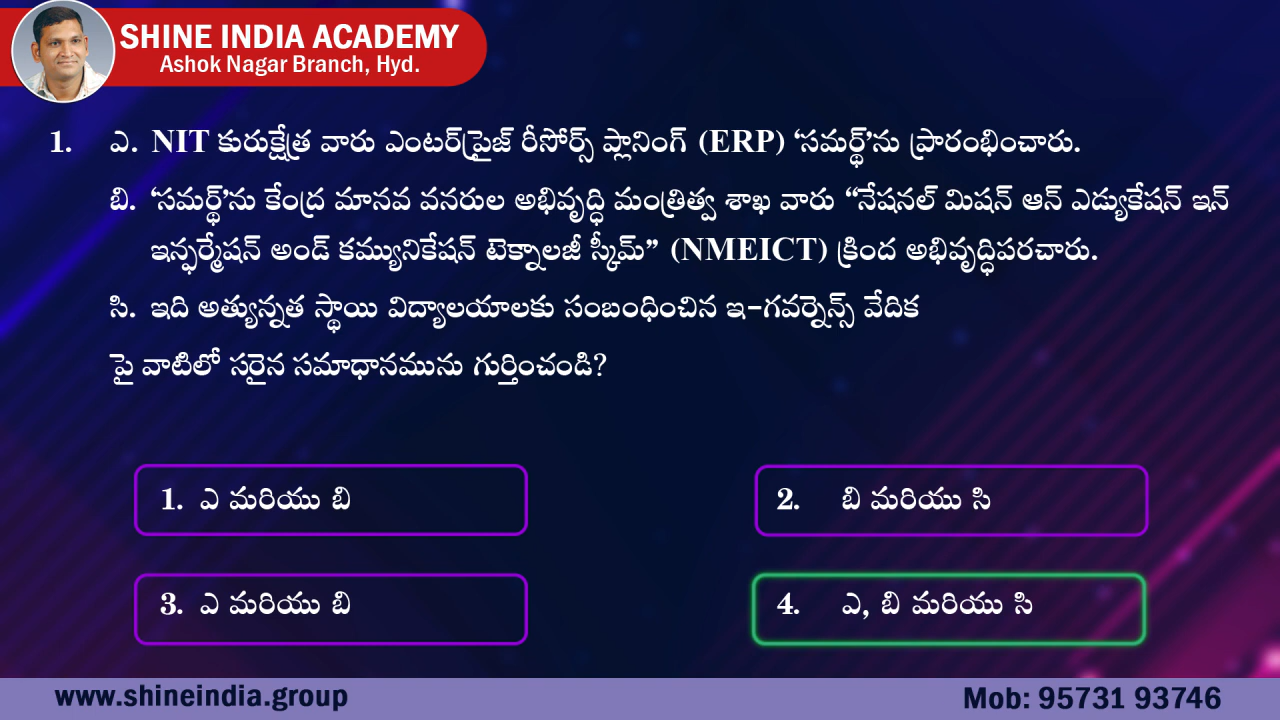 SHINE INDIA ACADEMY
Ashok Nagar Branch, Hyd.
1. ఎ. NIT కురుక్షేత్ర వారు ఎంటర్‌ప్రైజ్ రీసోర్స్ ప్లానింగ్ (ERP) ‘సమర్థ్’ను ప్రారంభించారు.
బి. ‘సమర్థ్’ను కేంద్ర మానవ వనరుల అభివృద్ధి మంత్రిత్వ శాఖ వారు “నేషనల్ మిషన్ ఆన్ ఎడ్యుకేషన్ ఇన్
ఇన్ఫర్మేషన్ అండ్ కమ్యునికేషన్ టెక్నాలజీ స్కీమ్” (NMEICT) క్రింద అభివృద్ధిపరచారు.
సి. ఇది అత్యున్నత స్థాయి విద్యాలయాలకు సంబంధించిన ఇ-గవర్నెన్స్ వేదిక
పై వాటిలో సరైన సమాధానమును గుర్తించండి?
1. ఎ మరియు బి
2. బి మరియు సి
3. ఎ మరియు బి
4. ఎ, బి మరియు సి
www.shineindia.group
Mob: 95731 93746